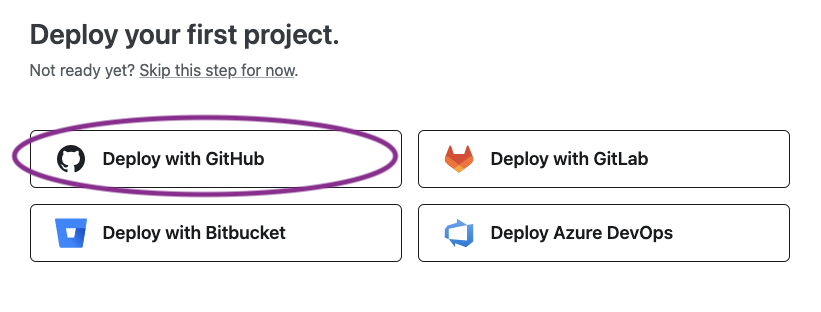 Deploy your first project.
Not ready yet? Skip this step for now.
Deploy with GitHub
Deploy with GitLab
Deploy with Bitbucket
Deploy Azure DevOps